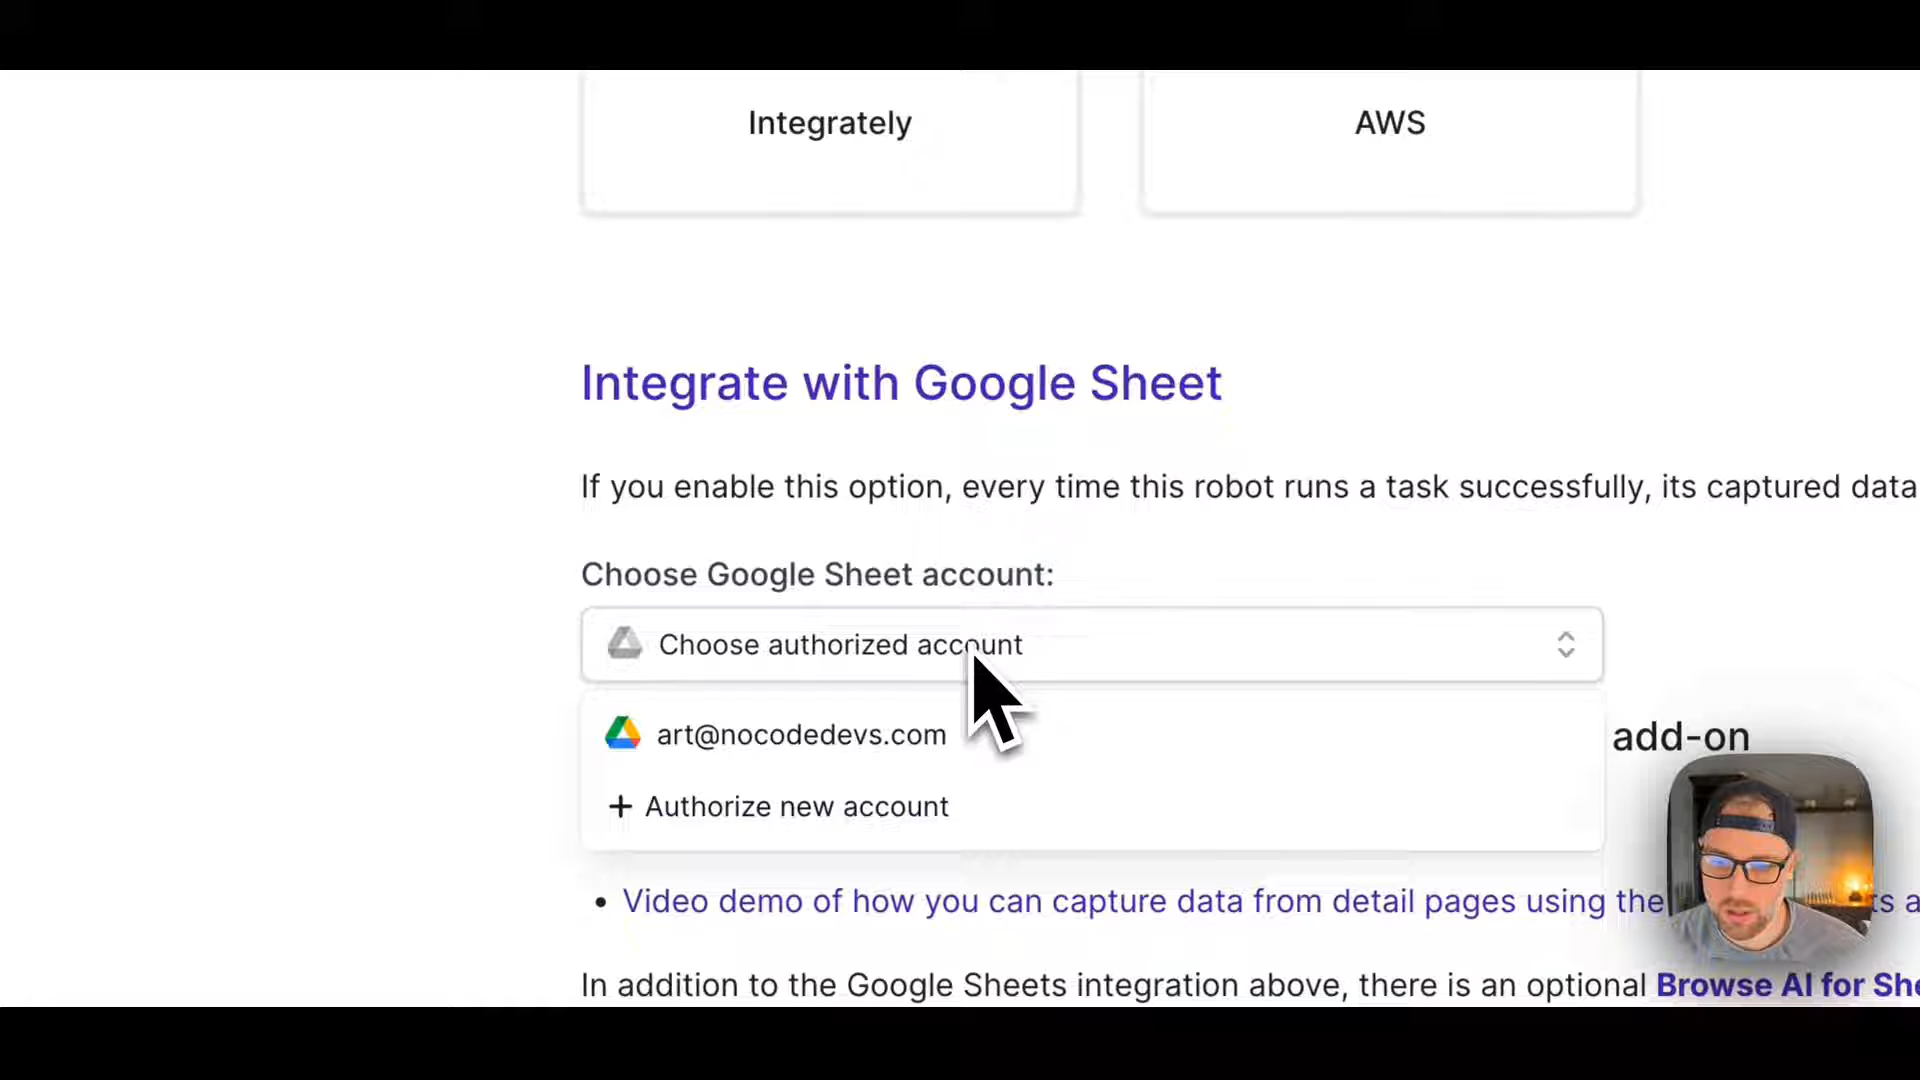 Integrately
AWS
Integrate with Google Sheet
If you enable this option, every time this robot runs a task successfully, its captured data
Choose Google Sheet account:
Choose authorized account
art@nocodedevs.com
add-on
+ Authorize new account
• Video demo of how you can capture data from detail pages using the
In addition to the Google Sheets integration above, there is an optional Browse AI for